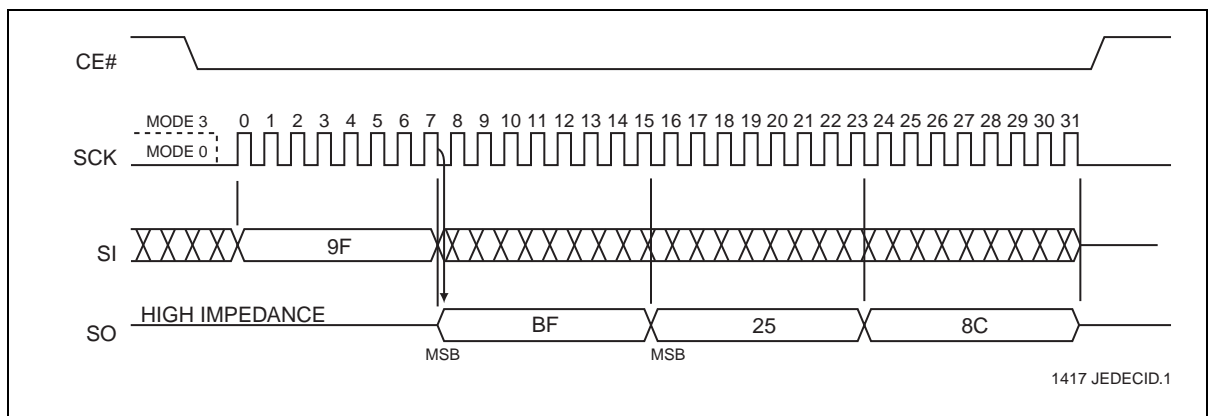 CE#
MODE 3
0 1 2 3 4 5 6 7 8 9 10 11 12 13 14 15 16 17 18 19 20 21 22 23 24 25 26 27 28 29 30 31
SCK
MODE 0
SI
9F
HIGH IMPEDANCE
SO
BF
25
8C
MSB
MSB
1417 JEDECID.1